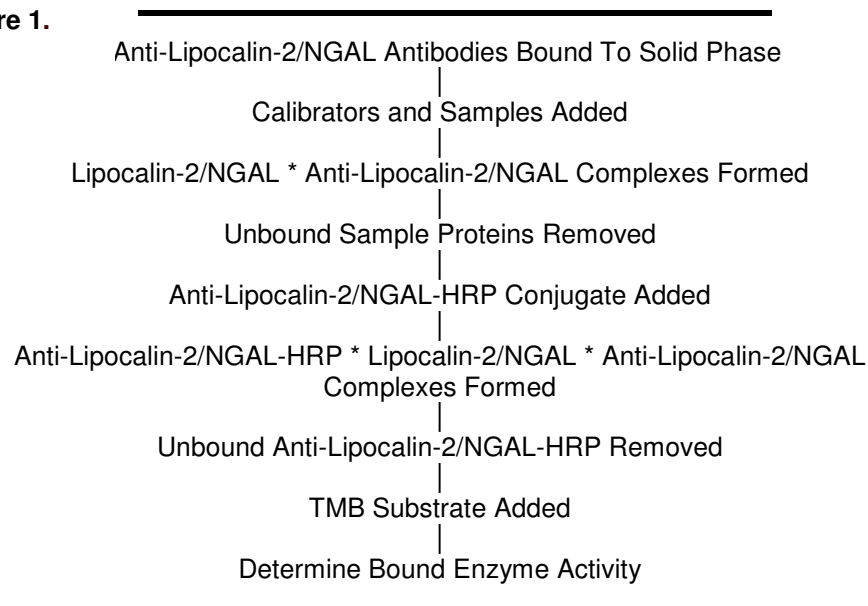 re 1.
Anti-Lipocalin-2/NGAL Antibodies Bound To Solid Phase
Calibrators and Samples Added
Lipocalin-2/NGAL * Anti-Lipocalin-2/NGAL Complexes Formed
Unbound Sample Proteins Removed
Anti-Lipocalin-2/NGAL-HRP Conjugate Added
Anti-Lipocalin-2/NGAL-HRP * Lipocalin-2/NGAL * Anti-Lipocalin-2/NGAL
Complexes Formed
Unbound Anti-Lipocalin-2/NGAL-HRP Removed
TMB Substrate Added
Determine Bound Enzyme Activity